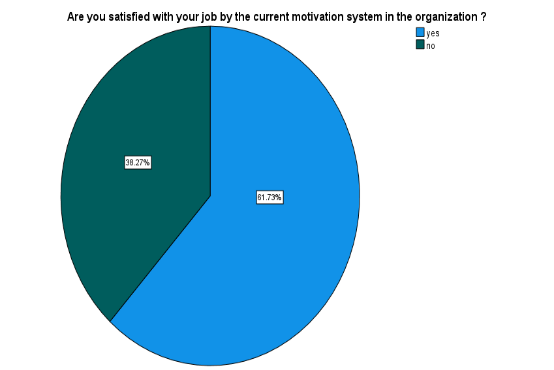 Are you satisfied with your job by the current motivation system in the organization ?
yes
no
38.27%
61.73%